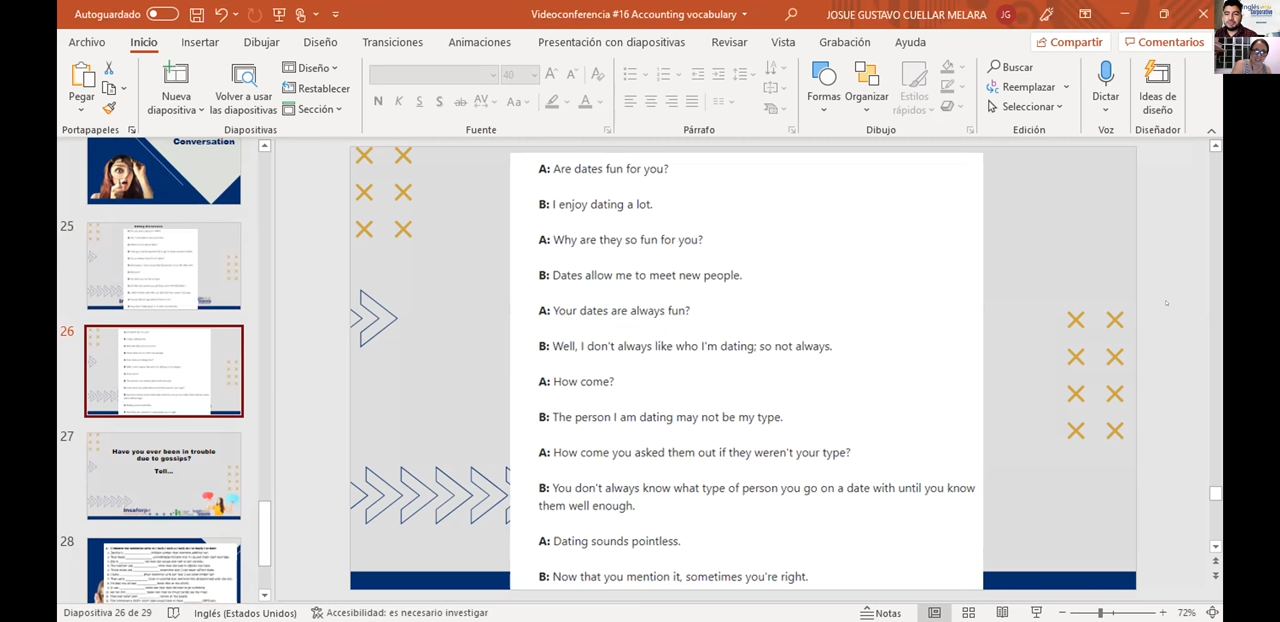 Autoguardado
Videoconferencia #16 Accounting vocabulary
JOSUE GUSTAVO CUELLAR MELARA
Archivo
Inicio
Insertar
Dibujar
Diseño
Transiciones
Animaciones
Presentación con diapositivas
Revisar
Vista
Grabación
Ayuda
Compartir
Comentarios
Pegar
Nueva
diapositiva
Volver a usar
las diapositivas
Diseño
Restablecer
Sección
Formas
Organizar
Estilos
rápidos
Buscar
Reemplazar
Seleccionar
Dictar
Ideas de
diseño
Portapapeles
Diapositivas
Fuente
Párrafo
Dibujo
Edición
Voz
Diseñador
Conversation
25
26
27
Have you ever been in trouble
due to gossips?
Tell...
28
A: Are dates fun for you?
B: I enjoy dating a lot.
A: Why are they so fun for you?
B: Dates allow me to meet new people.
A: Your dates are always fun?
B: Well, I don't always like who I'm dating; so not always.
A: How come?
B: The person I am dating may not be my type.
A: How come you asked them out if they weren't your type?
B: You don't always know what type of person you go on a date with until you know
them well enough.
A: Dating sounds pointless.
mention it, sometimes you're right.
Diapositiva 26 de 29
Inglés (Estados Unidos)
Accesibilidad: es necesario investigar
Notas
72%